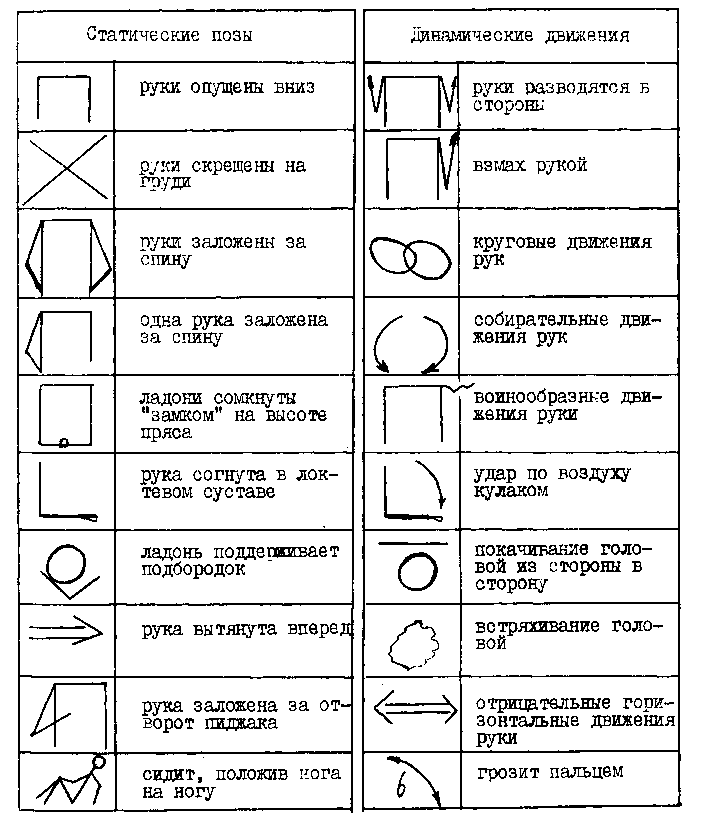 Статические позы
руки опущены вниз
руки скрещены на
груди
руки заложены за
спину
одна рука заложена
за спину
ладони сомкнуты
"замком" на высоте
пряса
рука согнута в лок-
тевом суставе
ладонь поддерживает
подбородок
рука вытянута вперед
рука заложена за от-
ворот пиджака
сидит, положив нога
на ногу
Динамические движения
руки разводятся в
стороны
взмах рукой
круговые движения
рук
собирательные дви-
жения рук
воинообразные дви-
жения руки
удар по воздуху
кулаком
покачивание голо-
вой из стороны в
сторону
встряхивание голо-
вой
отрицательные гори-
зонтальные движения
руки
6
грозит пальцем